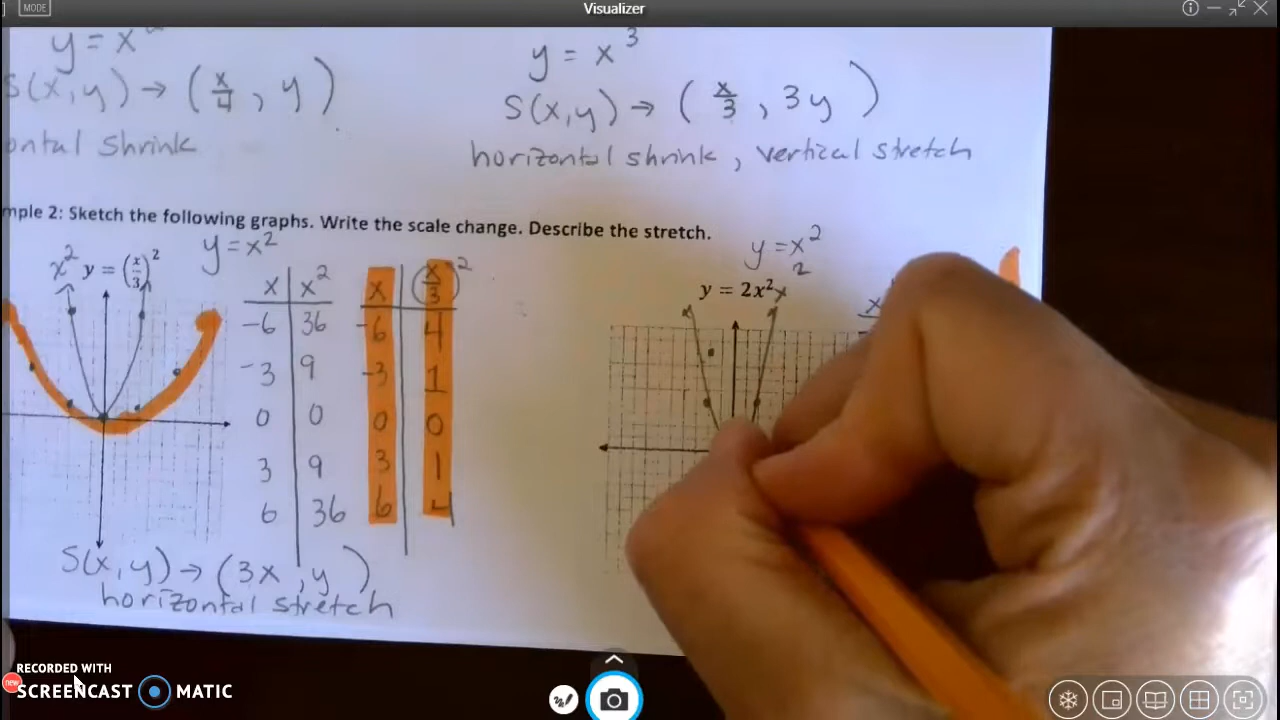 MODE
Visualizer
y = x
S(x,y) → (x/4, y)
ontal shrink
y = x³
S(x,y) → (x/3, 3y)
horizontal shrink, vertical stretch
mple 2: Sketch the following graphs. Write the scale change. Describe the stretch.
x² y = (x/3)²
y = x²
x | x²
-6 | 36
-3 | 9
0 | 0
3 | 9
6 | 36
x | (x/3)²
-6 | 4
-3 | 1
0 | 0
3 | 1
6 | 4
S(x,y) → (3x, y)
horizontal stretch
y = x²
2
y = 2x²
x
RECORDED WITH
new
SCREENCAST MATIC